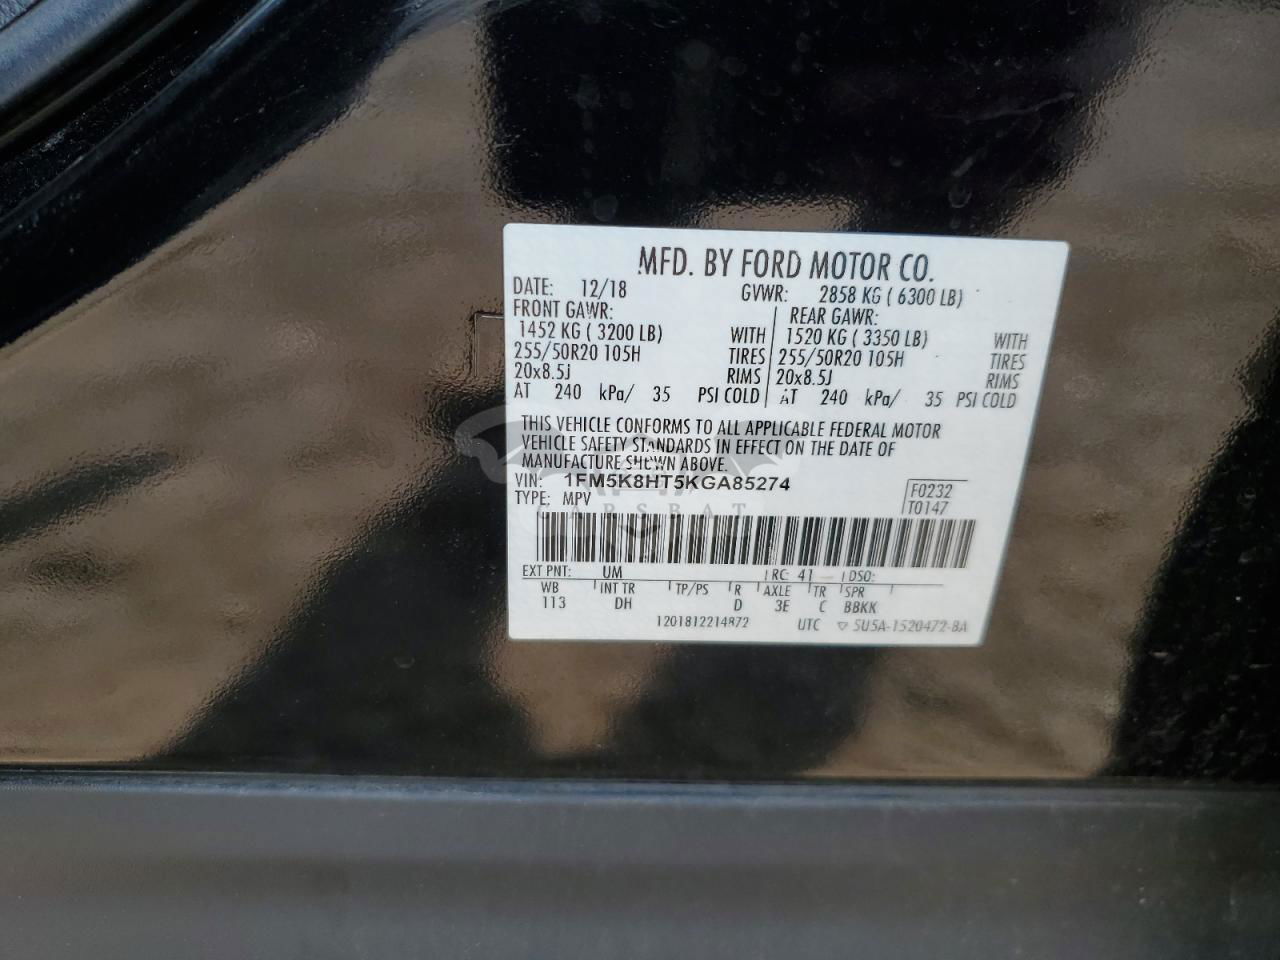 MFD. BY FORD MOTOR CO.
DATE: 12/18 GVWR: 2858 KG ( 6300 LB)
FRONT GAWR: REAR GAWR:
1452 KG ( 3200 LB) WITH 1520 KG ( 3350 LB) WITH
255/50R20 105H TIRES 255/50R20 105H TIRES
20x8.5J RIMS 20x8.5J RIMS
AT 240 kPa/ 35 PSI COLD AT 240 kPa/ 35 PSI COLD
THIS VEHICLE CONFORMS TO ALL APPLICABLE FEDERAL MOTOR
VEHICLE SAFETY STANDARDS IN EFFECT ON THE DATE OF
MANUFACTURE SHOWN ABOVE.
VIN: 1FM5K8HT5KGA85274 F0232
TYPE: MPV T0147
CARSBAT
EXT PNT: UM RC: 41 DSO:
WB INT TR TP/PS R AXLE TR SPR
113 DH D 3E C BBKK
1201812214872 UTC ▽ 5U5A-1520472-BA